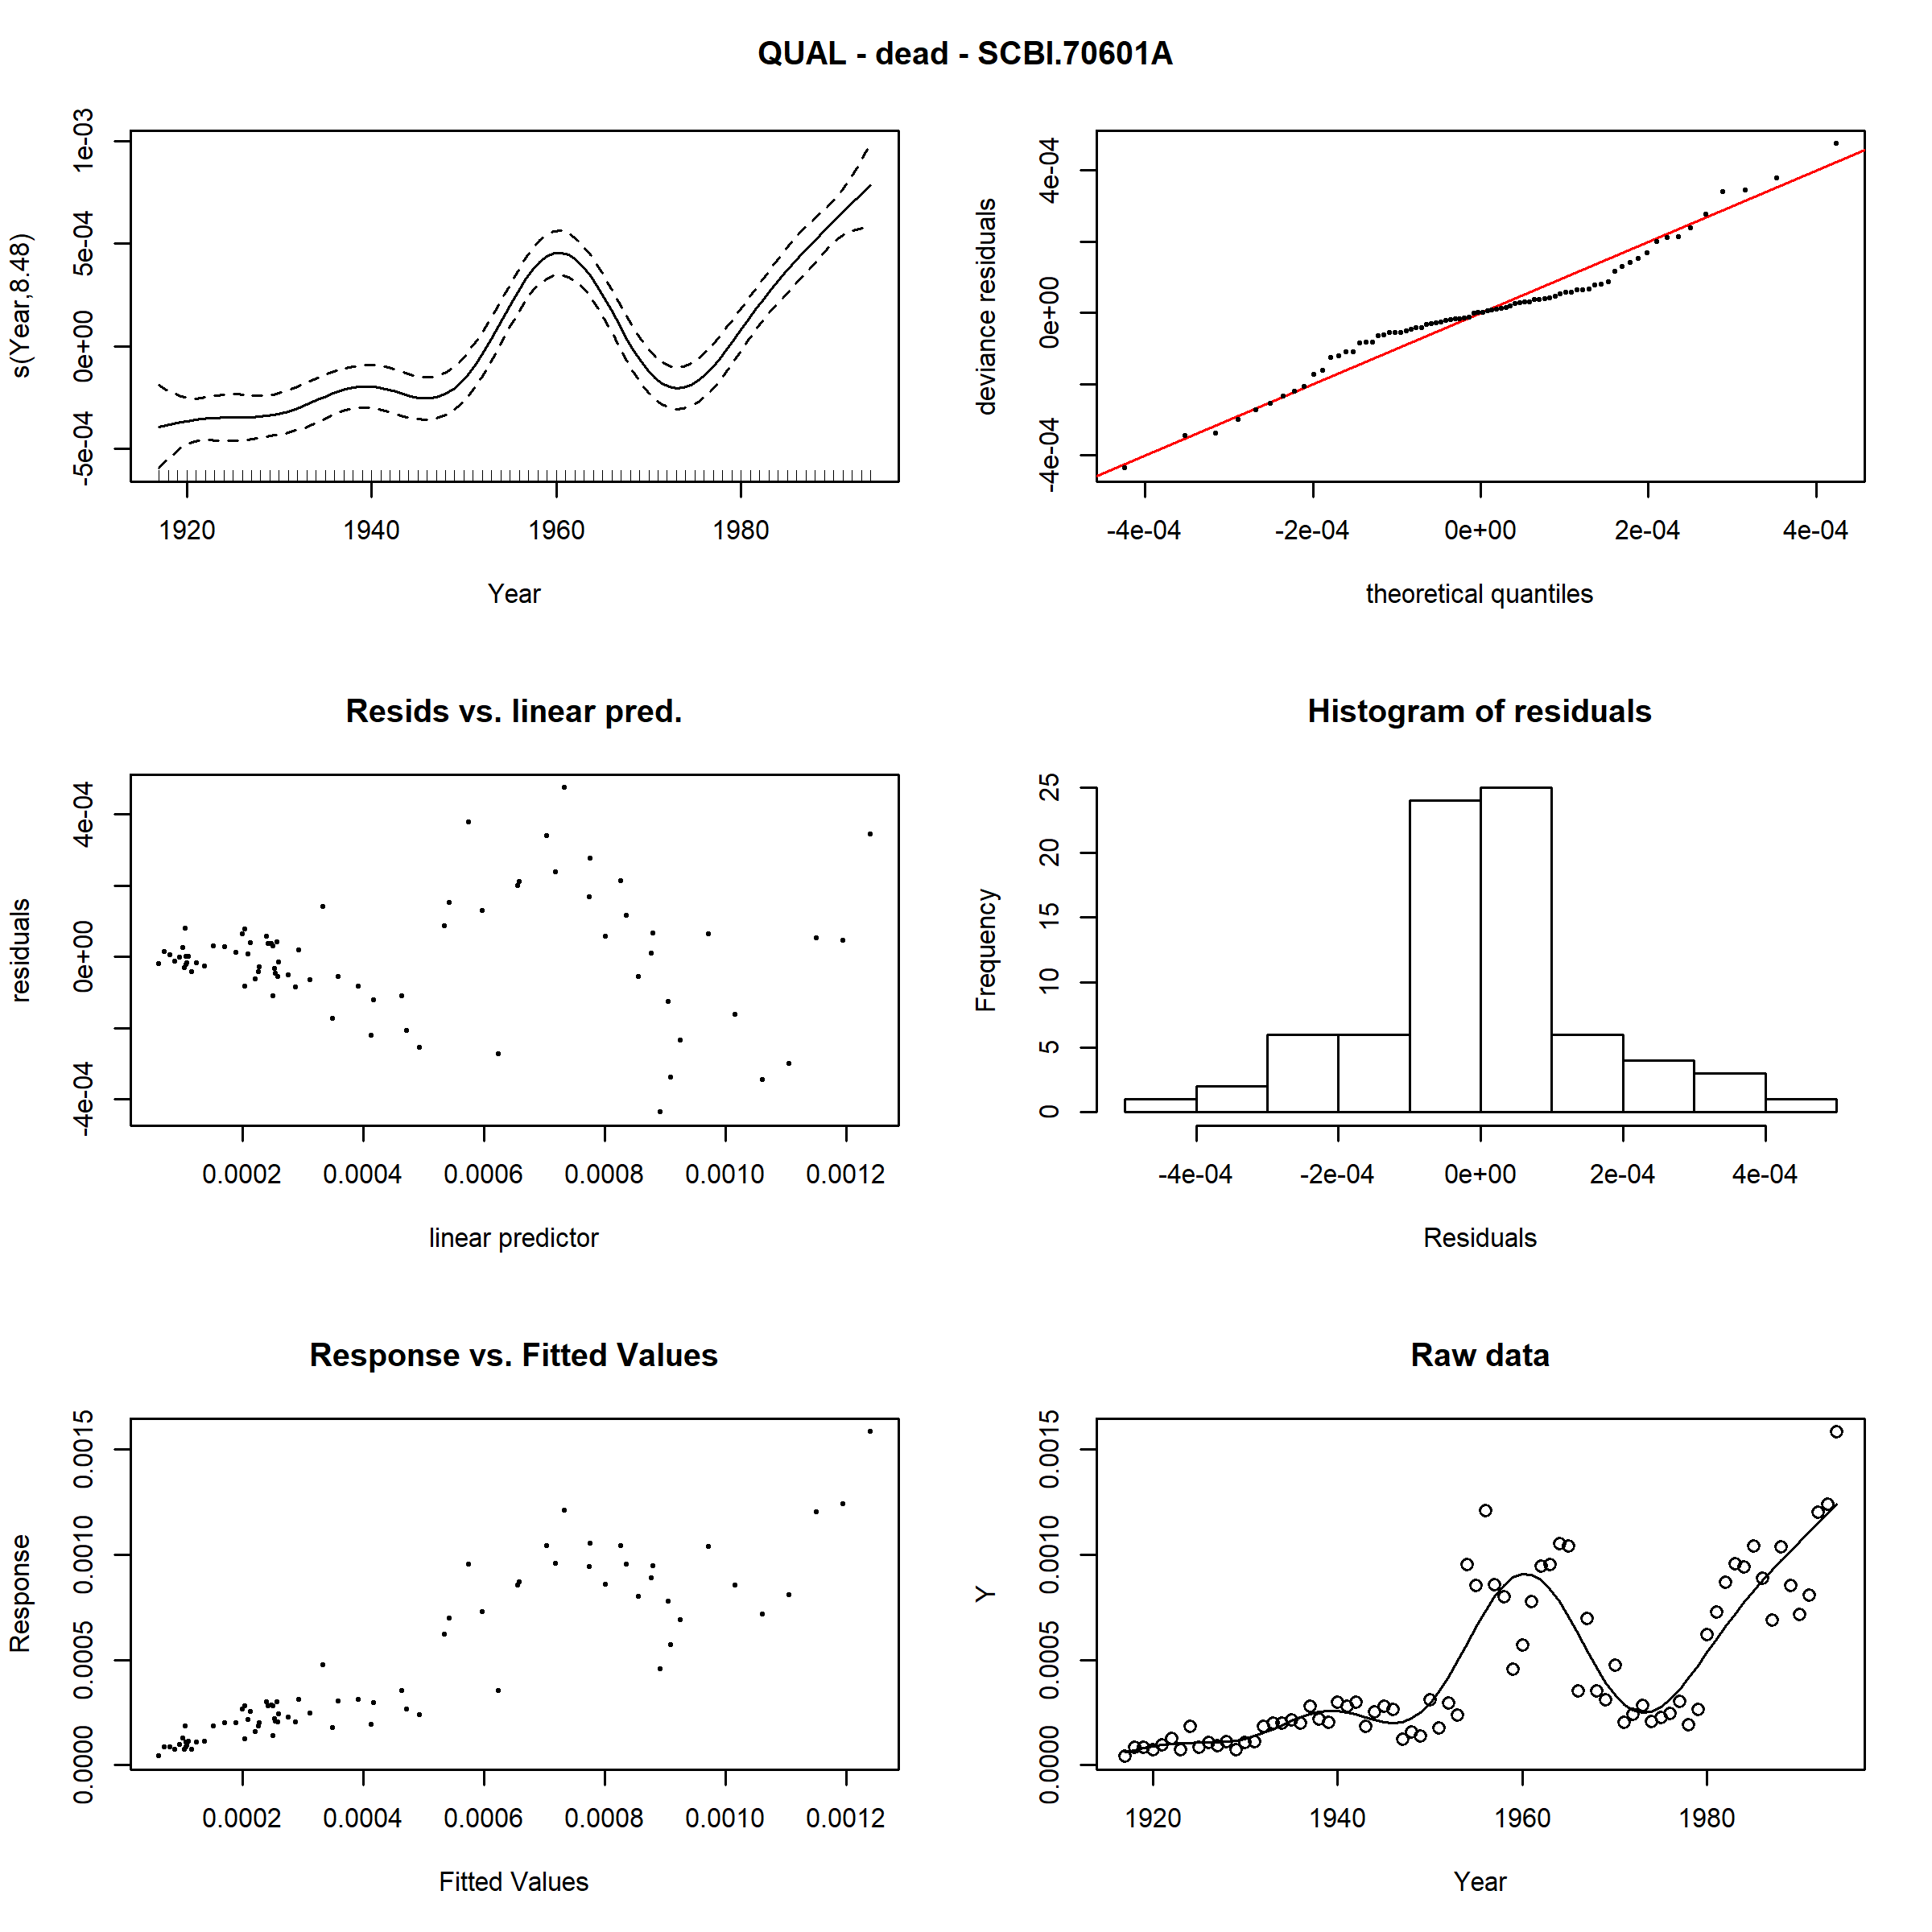 QUAL - dead - SCBI.70601A
s(Year,8.48)
-5e-04 0e+00 5e-04 1e-03
1920 1940 1960 1980
Year
deviance residuals
-4e-04 0e+00 4e-04
-4e-04 -2e-04 0e+00 2e-04 4e-04
theoretical quantiles
Resids vs. linear pred.
residuals
-4e-04 0e+00 4e-04
0.0002 0.0004 0.0006 0.0008 0.0010 0.0012
linear predictor
Histogram of residuals
Frequency
0 5 10 15 20 25
-4e-04 -2e-04 0e+00 2e-04 4e-04
Residuals
Response vs. Fitted Values
Response
0.0000 0.0005 0.0010 0.0015
0.0002 0.0004 0.0006 0.0008 0.0010 0.0012
Fitted Values
Raw data
Y
0.0000 0.0005 0.0010 0.0015
1920 1940 1960 1980
Year